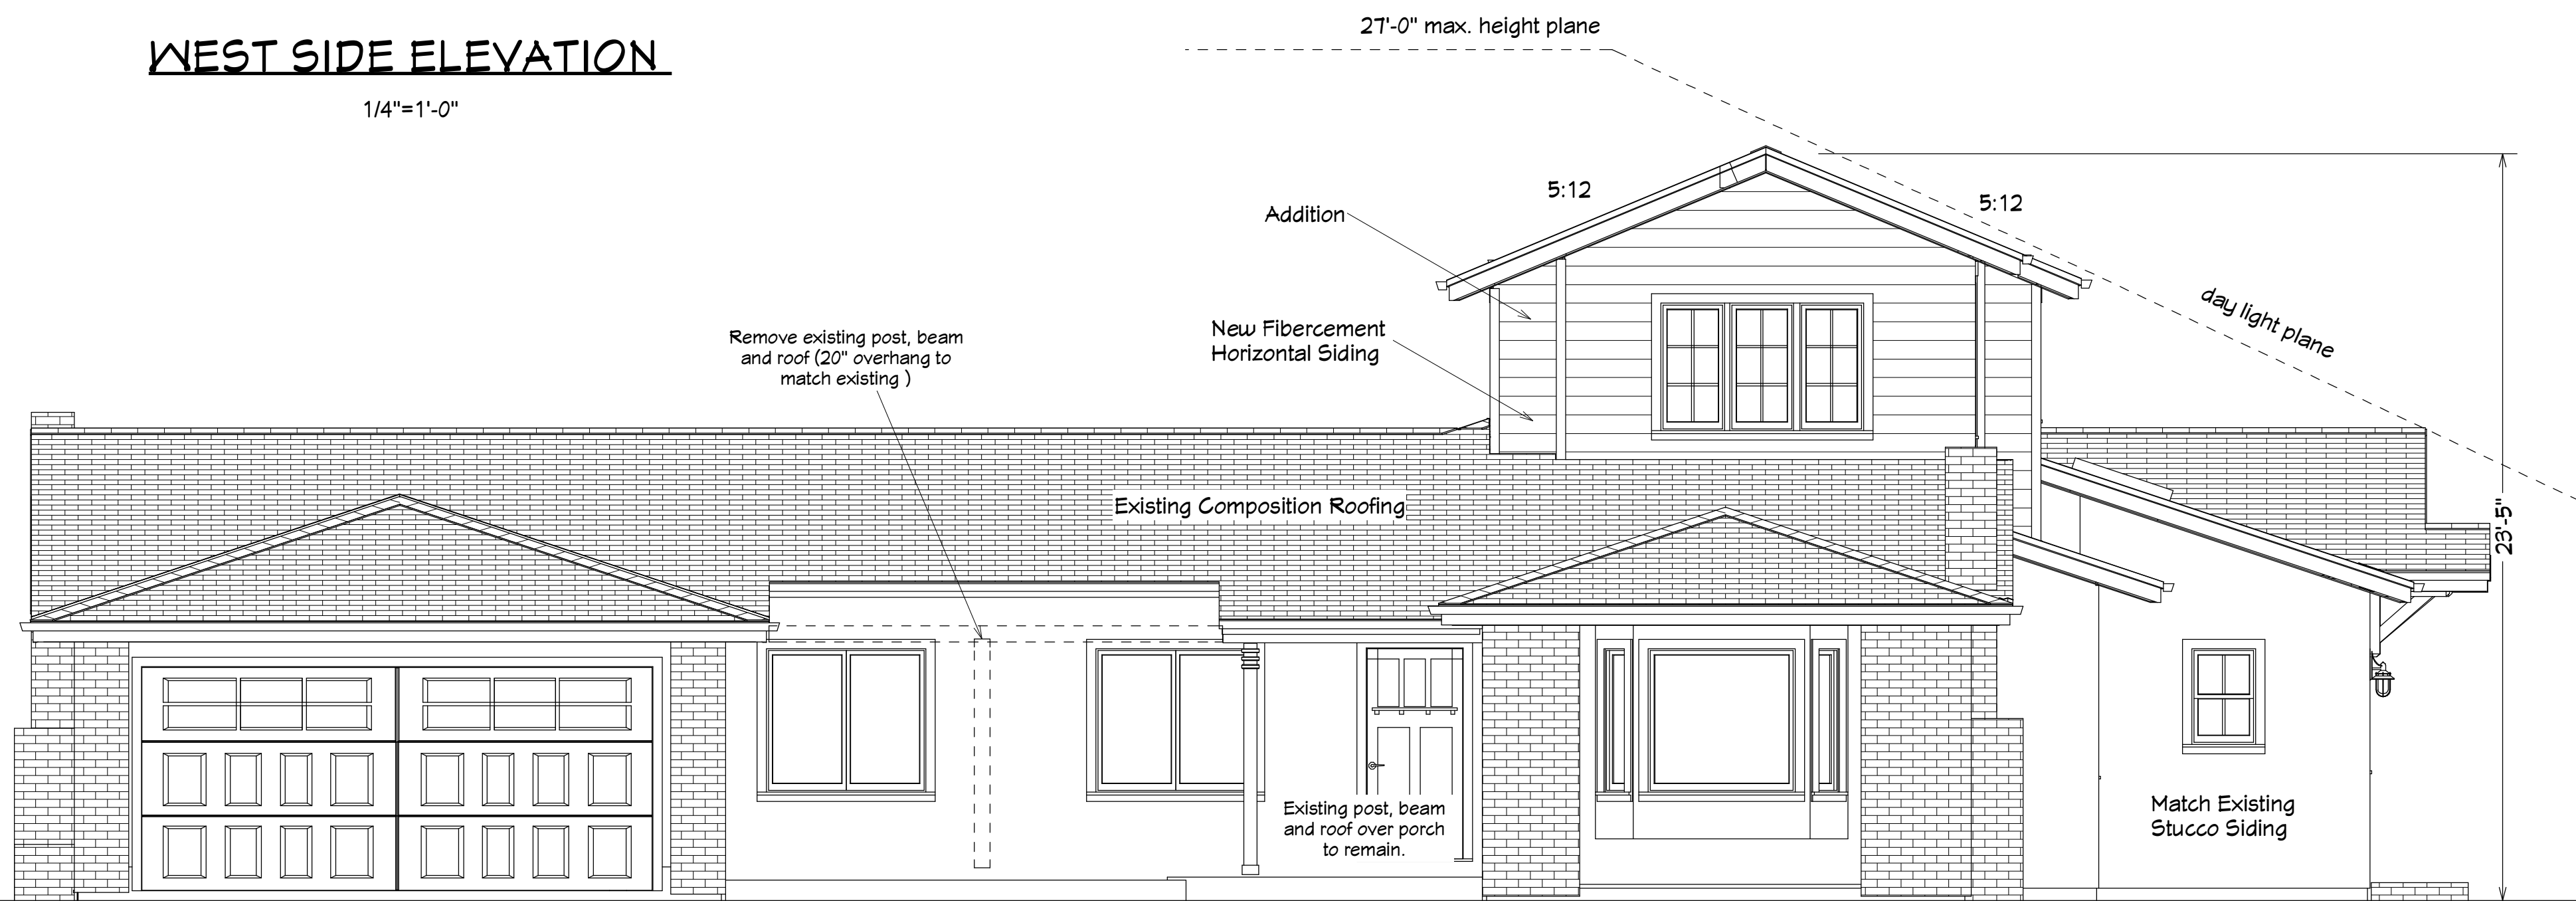 WEST SIDE ELEVATION
1/4"=1'-0"
27'-0" max. height plane
5:12
5:12
Addition
day light plane
New Fibercement
Horizontal Siding
Remove existing post, beam
and roof (20" overhang to
match existing )
Existing Composition Roofing
23'-5"
Existing post, beam
and roof over porch
to remain.
Match Existing
Stucco Siding